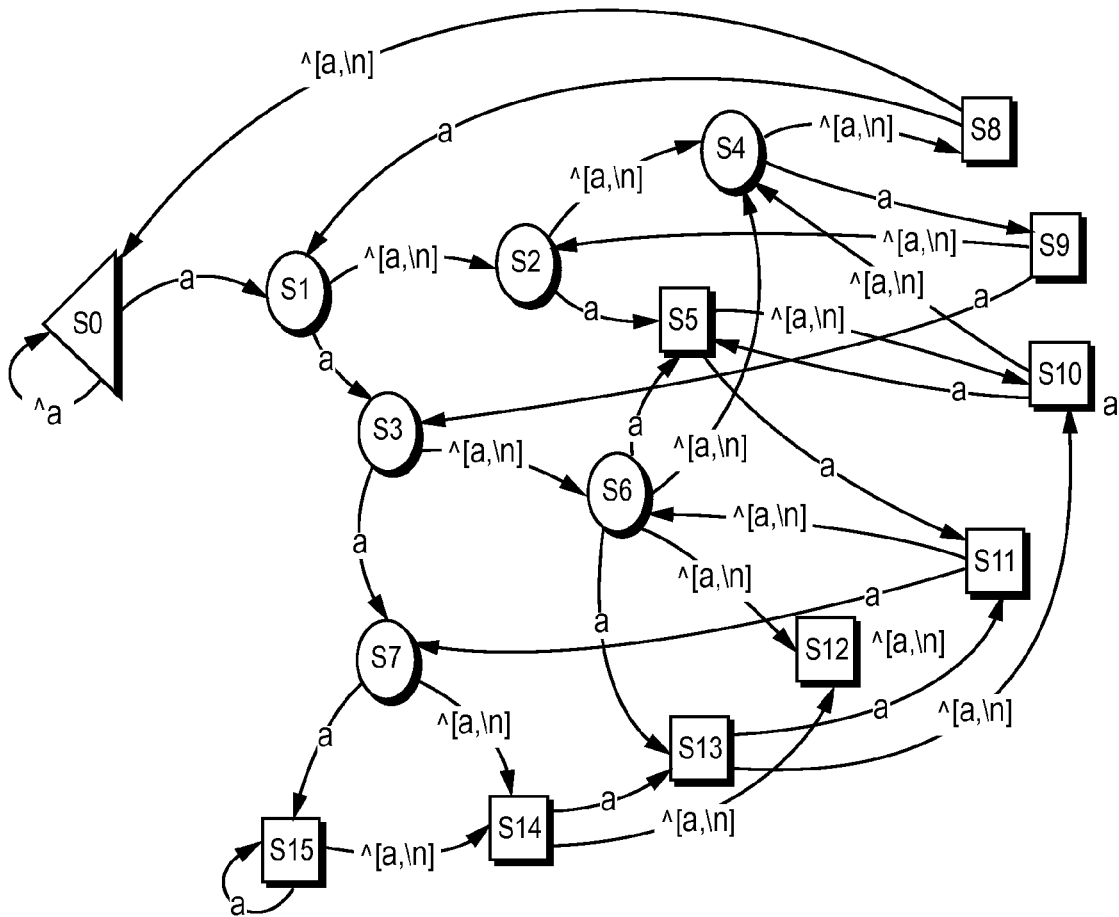 ^[a,\n]
S8
a
^[a,\n]
S4
^[a,\n]
a
S9
^[a,\n]
S2
^[a,\n]
S1
a
S0
^[a,\n]
a
a
S5
^[a,\n]
a
S10
a
a
^a
S3
a
^[a,\n]
^[a,\n]
a
S6
^[a,\n]
a
S11
^[a,\n]
a
a
S12
^[a,\n]
S7
a
^[a,\n]
a
^[a,\n]
S13
a
a
S14
^[a,\n]
S15
^[a,\n]
a